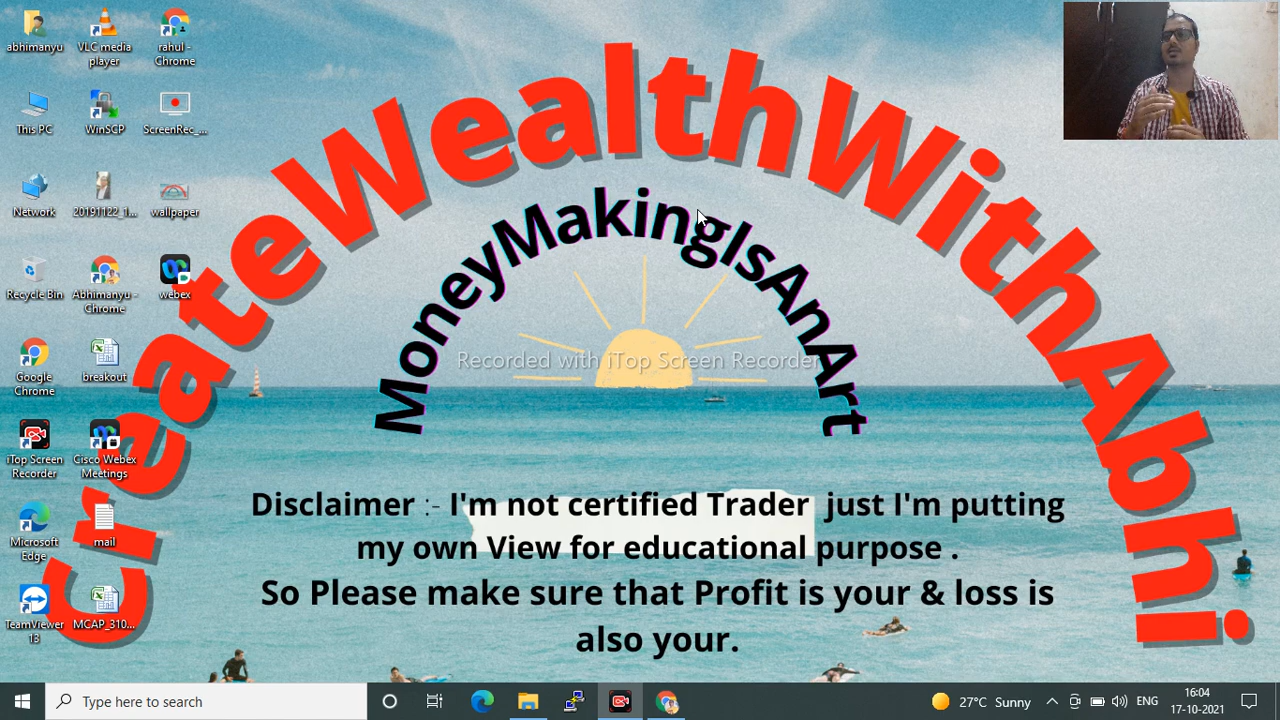 abhimanyu
VLC media
player
rahul -
Chrome
This PC
WinSCP
ScreenRec_...
Network
20191122_1...
wallpaper
Recycle Bin
Abhimanyu -
Chrome
webex
Google
Chrome
breakout
iTop Screen
Recorder
Cisco Webex
Meetings
Microsoft
Edge
mail
TeamViewer
13
MCAP_310...
CreateWealthWithAbhi
MoneyMakingIsAnArt
Recorded with iTop Screen Recorder
Disclaimer :- I'm not certified Trader just I'm putting
my own View for educational purpose .
So Please make sure that Profit is your & loss is
also your.
Type here to search
27°C Sunny
ENG
16:04
17-10-2021